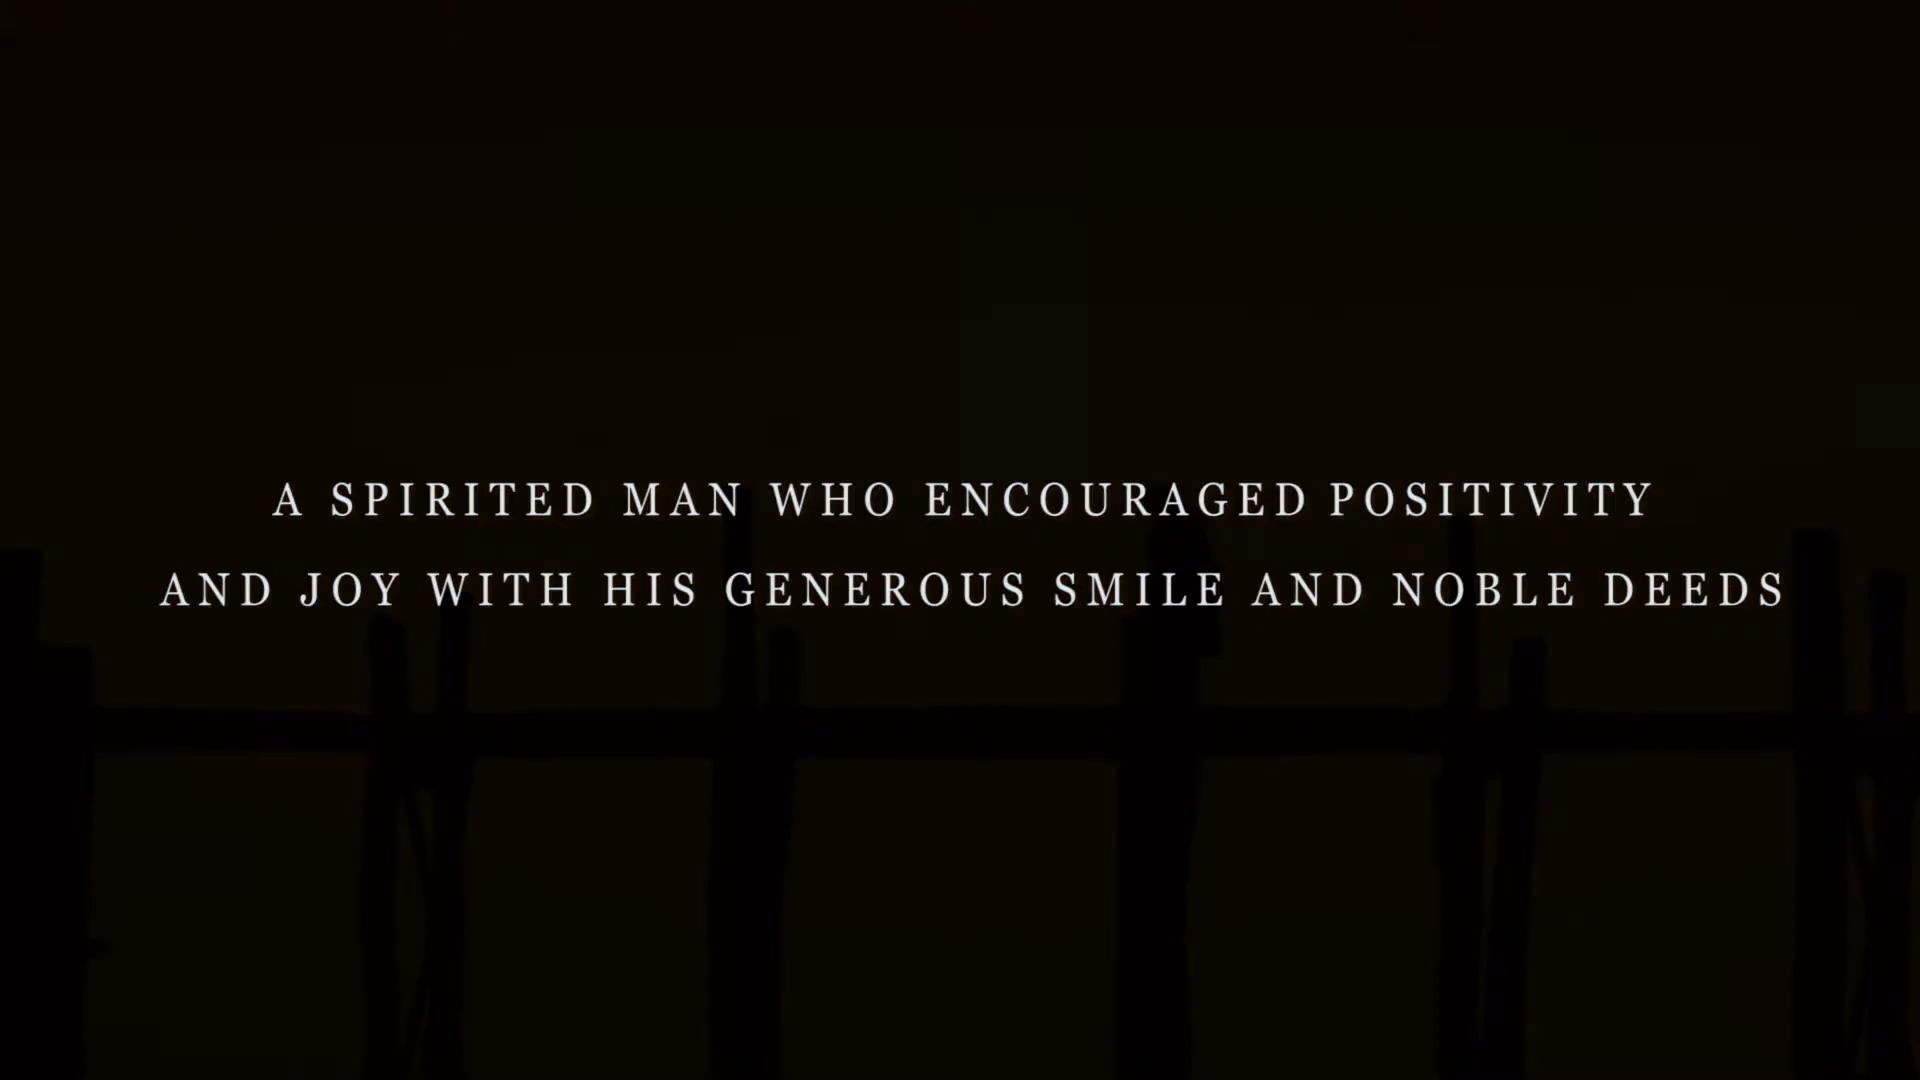 A SPIRITED MAN WHO ENCOURAGED POSITIVITY
AND JOY WITH HIS GENEROUS SMILE AND NOBLE DEEDS